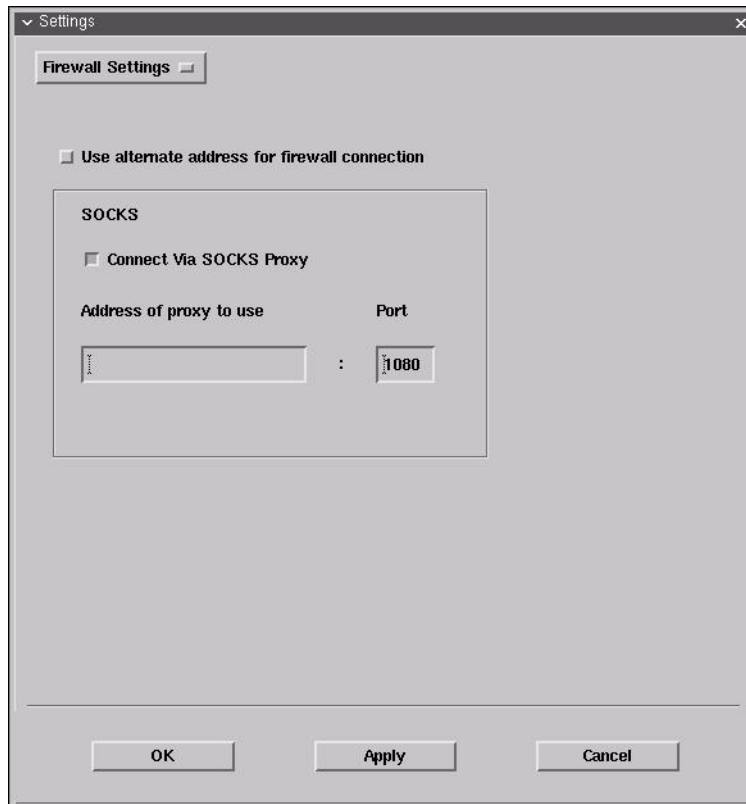 Settings
Firewall Settings
Use alternate address for firewall connection
SOCKS
Connect Via SOCKS Proxy
Address of proxy to use Port
: 1080
OK Apply Cancel